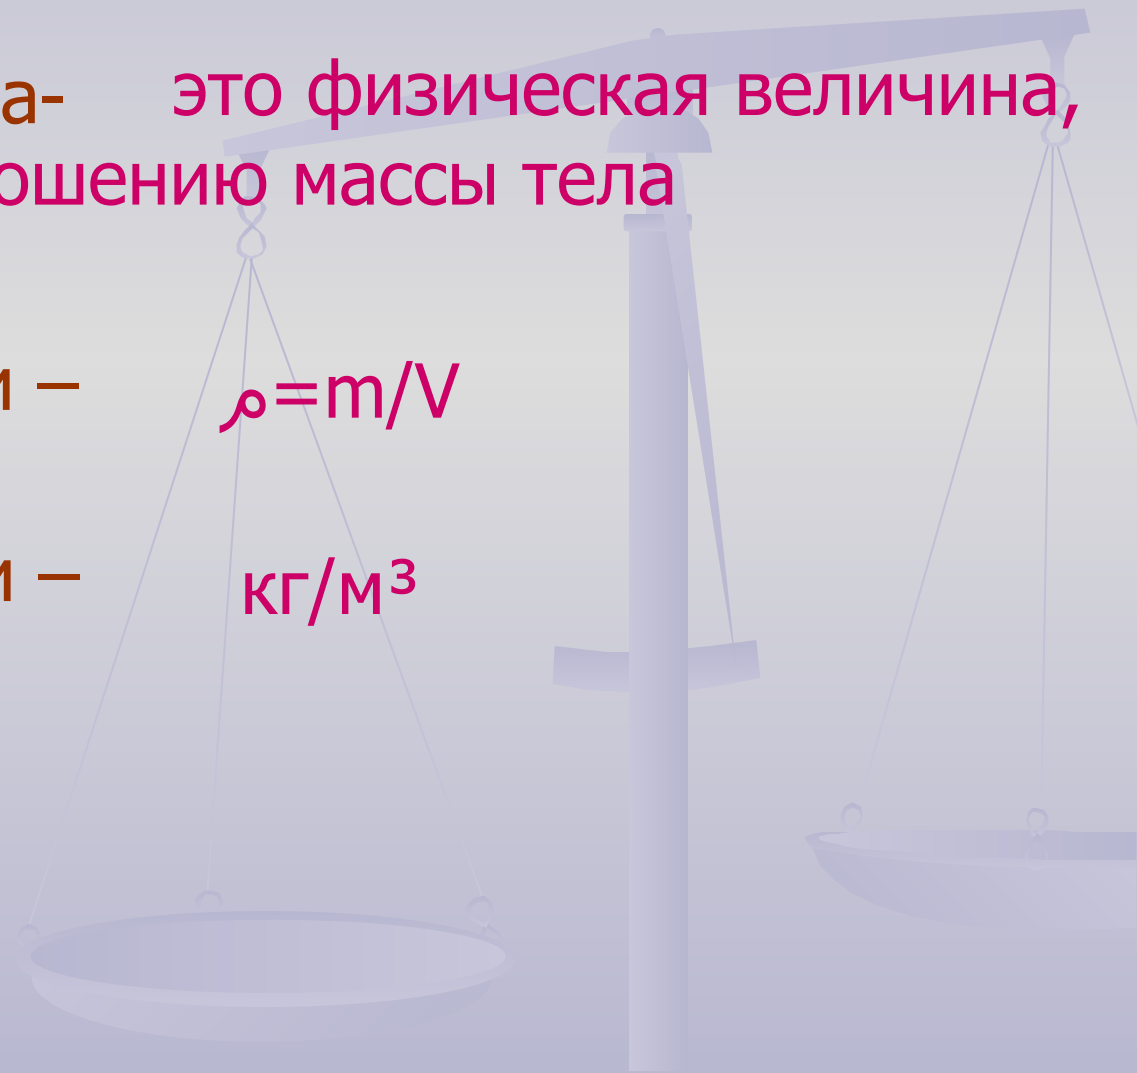 а- это физическая величина,
ошению массы тела
и – م=m/V
и – кг/м³